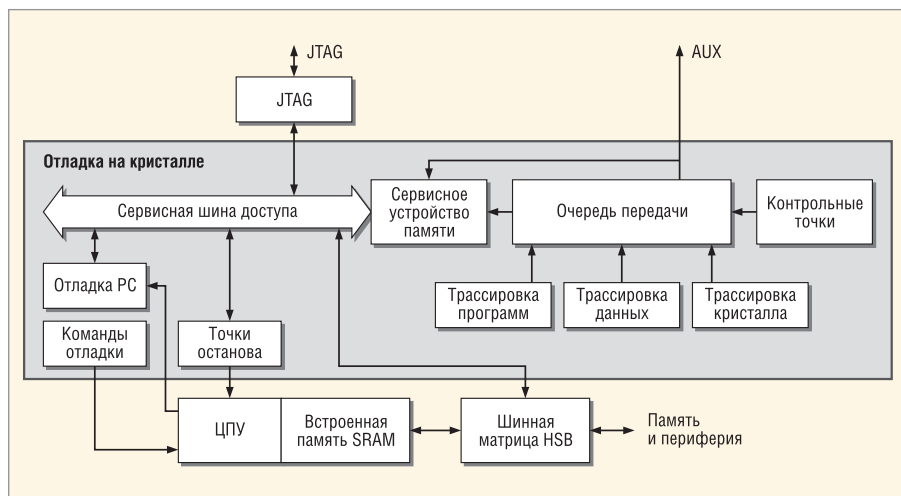 JTAG
AUX
JTAG
Отладка на кристалле
Сервисная шина доступа
Сервисное
устройство
памяти
Очередь передачи
Контрольные
точки
Отладка PC
Трассировка
программ
Трассировка
данных
Трассировка
кристалла
Команды
отладки
Точки
останова
ЦПУ
Встроенная
память SRAM
Шинная
матрица HSB
Память
и периферия